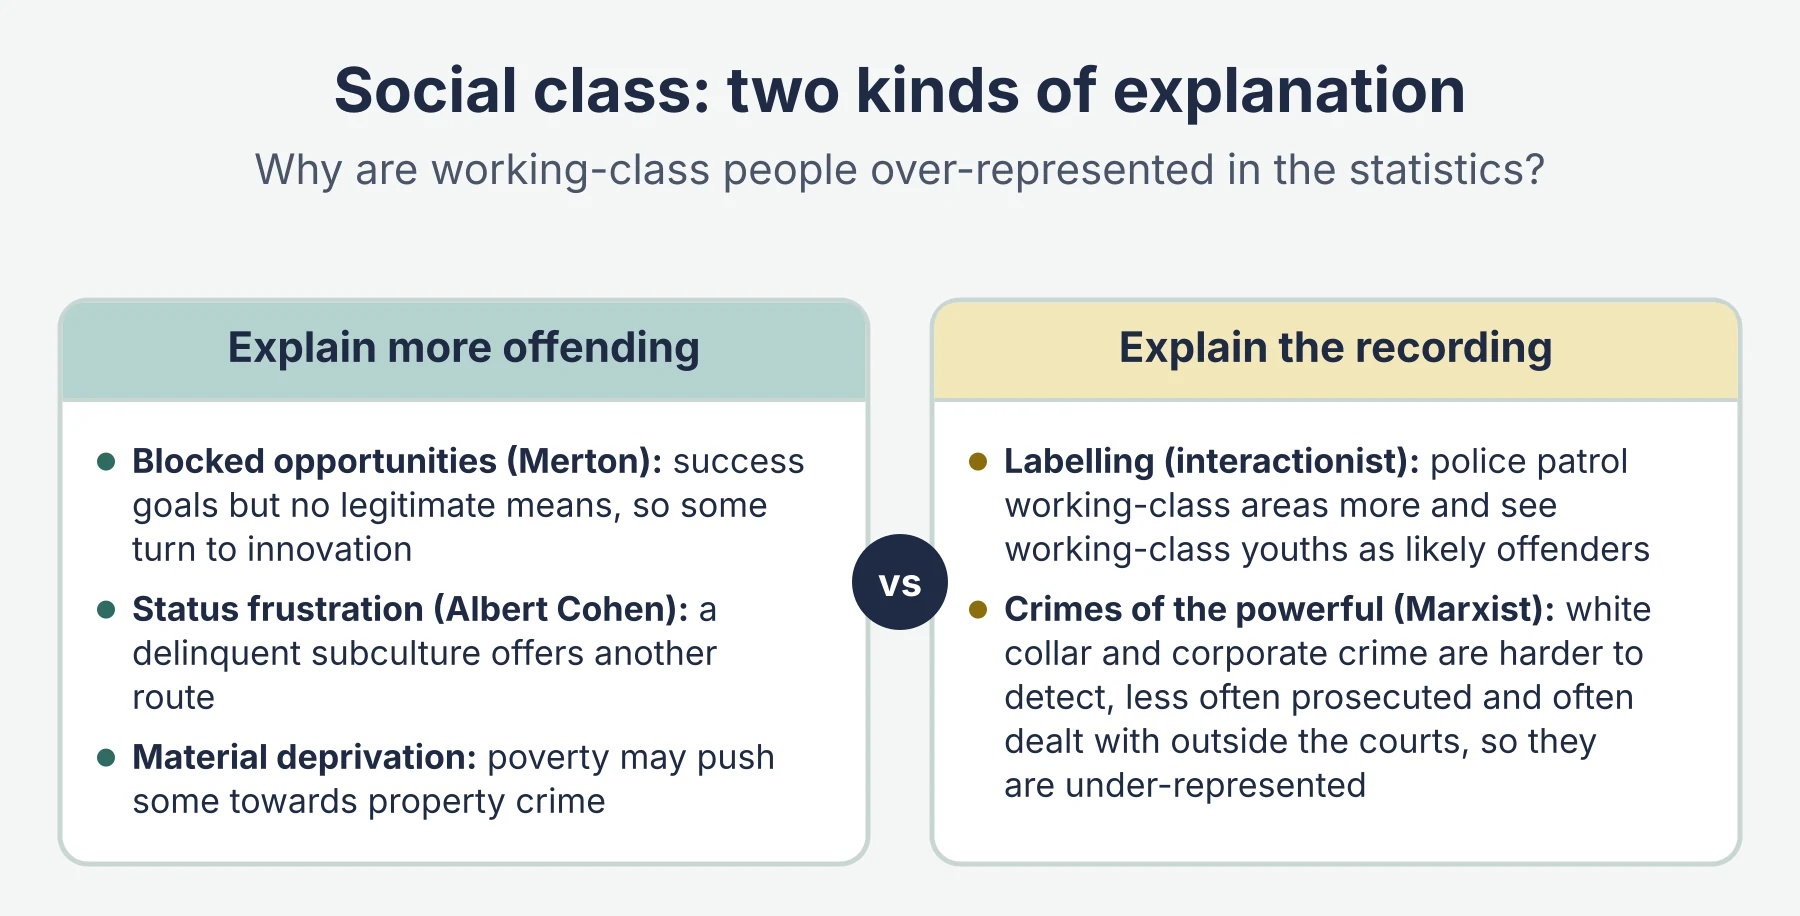 Social class: two kinds of explanation
Why are working-class people over-represented in the statistics?
Explain more offending
Blocked opportunities (Merton): success
goals but no legitimate means, so some
turn to innovation
Status frustration (Albert Cohen): a
delinquent subculture offers another
route
Material deprivation: poverty may push
some towards property crime
vs
Explain the recording
Labelling (interactionist): police patrol
working-class areas more and see
working-class youths as likely offenders
Crimes of the powerful (Marxist): white
collar and corporate crime are harder to
detect, less often prosecuted and often
dealt with outside the courts, so they
are under-represented